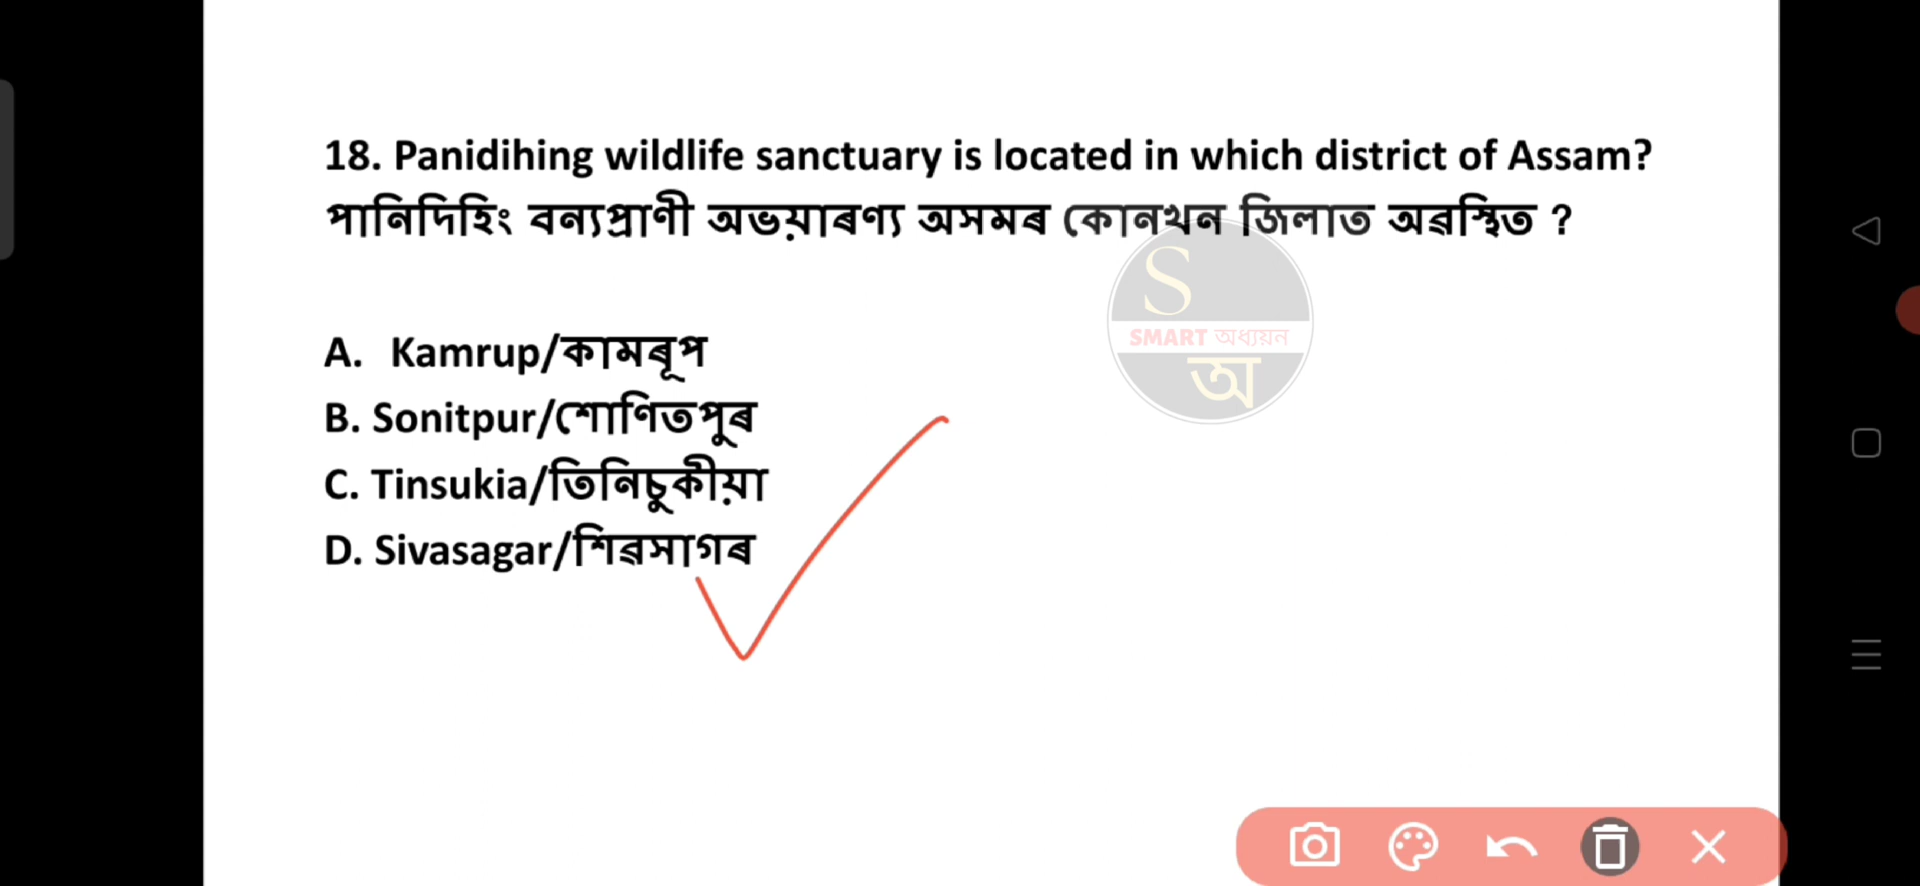 18. Panidihing wildlife sanctuary is located in which district of Assam?
পানিদিহিং বন্যপ্ৰাণী অভয়াৰণ্য অসমৰ কোনখন জিলাত অৱস্থিত ?
S
SMART অধ্যয়ন
অ
A. Kamrup/কামৰূপ
B. Sonitpur/শোণিতপুৰ
C. Tinsukia/তিনিচুকীয়া
D. Sivasagar/শিৱসাগৰ